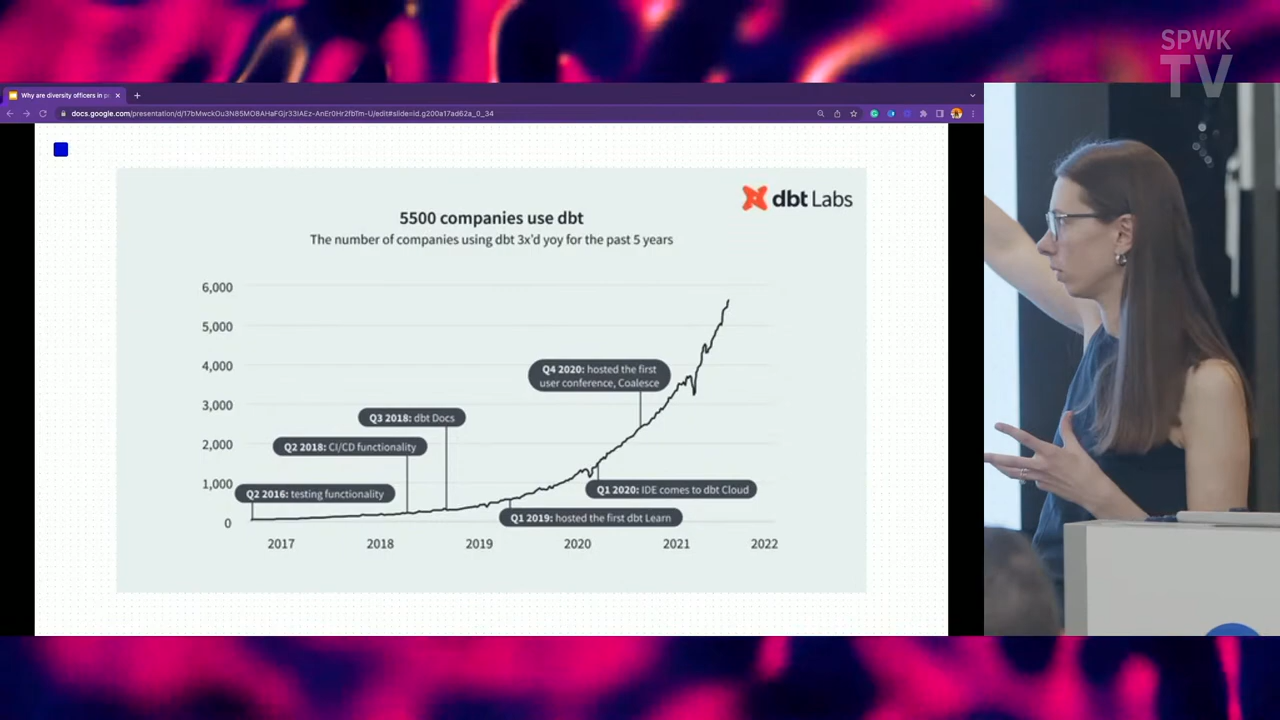 SPWK
TV
Why are diversity officers in p
docs.google.com/presentation/d/17bMwckOu3N85MO8AHaFGjr33IAEz-AnEr0Hr2fbTm-U/edit#slide=id.g200a17ad62a_0_34
dbt Labs
5500 companies use dbt
The number of companies using dbt 3x'd yoy for the past 5 years
6,000
5,000
4,000
3,000
2,000
1,000
0
Q4 2020: hosted the first
user conference, Coalesce
Q3 2018: dbt Docs
Q2 2018: CI/CD functionality
Q2 2016: testing functionality
Q1 2020: IDE comes to dbt Cloud
Q1 2019: hosted the first dbt Learn
2017 2018 2019 2020 2021 2022